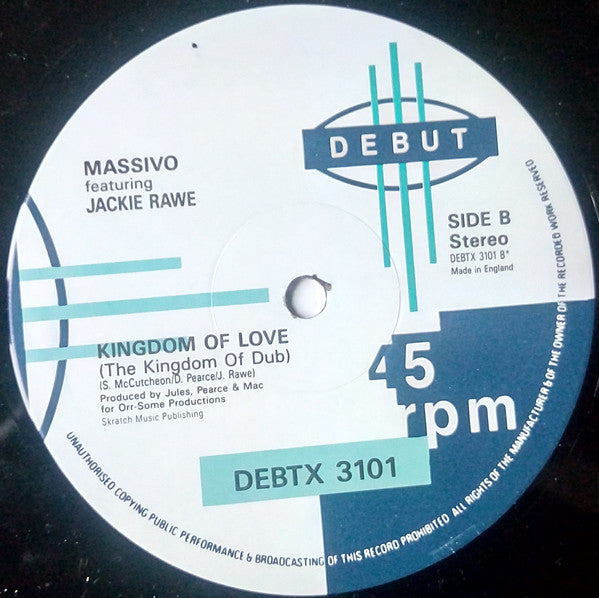 DEBUT
MASSIVO
featuring
JACKIE RAWE
SIDE B
Stereo
DEBTX 3101 B*
Made in England
KINGDOM OF LOVE
(The Kingdom Of Dub)
(S. McCutcheon/D. Pearce/J. Rawe)
Produced by Jules, Pearce & Mac
for Orr-Some Productions
Skratch Music Publishing
45
rpm
DEBTX 3101
UNAUTHORISED COPYING PUBLIC PERFORMANCE & BROADCASTING OF THIS RECORD PROHIBITED ALL RIGHTS OF THE MANUFACTURER & OF THE OWNER OF THE RECORDED WORK RESERVED